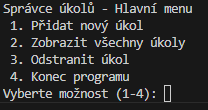 Správce úkolů - Hlavní menu
1. Přidat nový úkol
2. Zobrazit všechny úkoly
3. Odstranit úkol
4. Konec programu
Vyberte možnost (1-4):